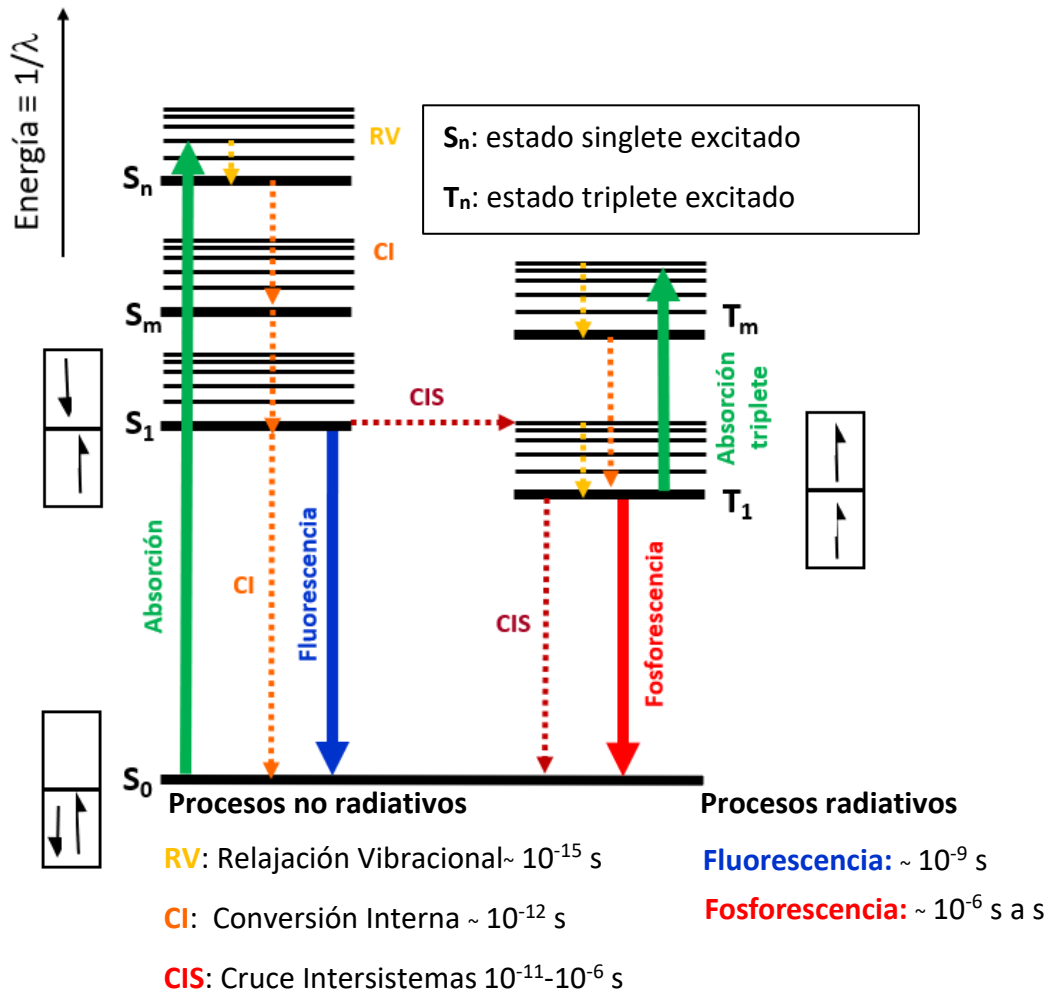 Energía ≡ 1/λ
RV
Sₙ
Sₙ: estado singlete excitado
Tₙ: estado triplete excitado
CI
Sₘ
Tₘ
CIS
S₁
Absorción
triplete
T₁
Absorción
CI
Fluorescencia
CIS
Fosforescencia
S₀
Procesos no radiativos
RV: Relajación Vibracional~ 10⁻¹⁵ s
CI: Conversión Interna ~ 10⁻¹² s
CIS: Cruce Intersistemas 10⁻¹¹-10⁻⁶ s
Procesos radiativos
Fluorescencia: ~ 10⁻⁹ s
Fosforescencia: ~ 10⁻⁶ s a s